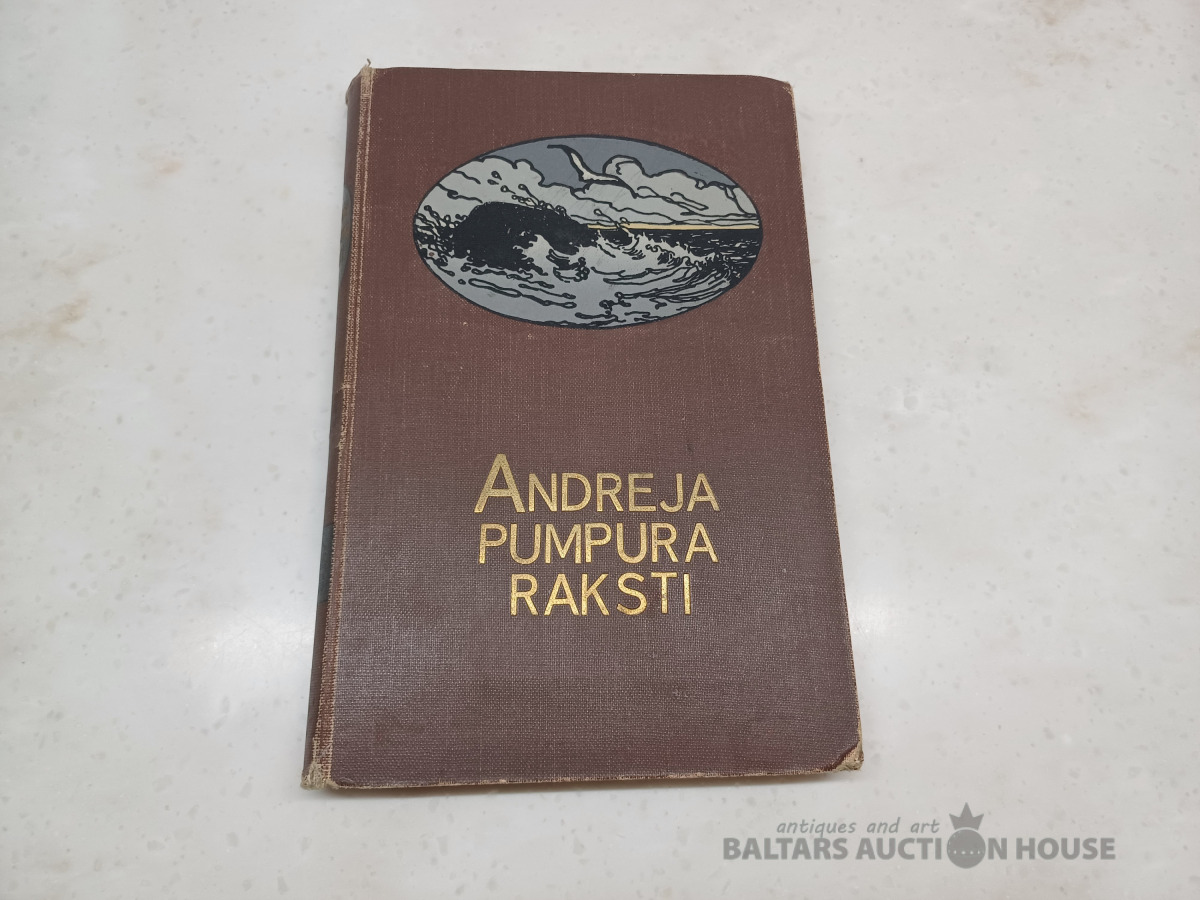 ANDREJA
PUMPURA
RAKSTI
antiques and art
BALTARS AUCTION HOUSE